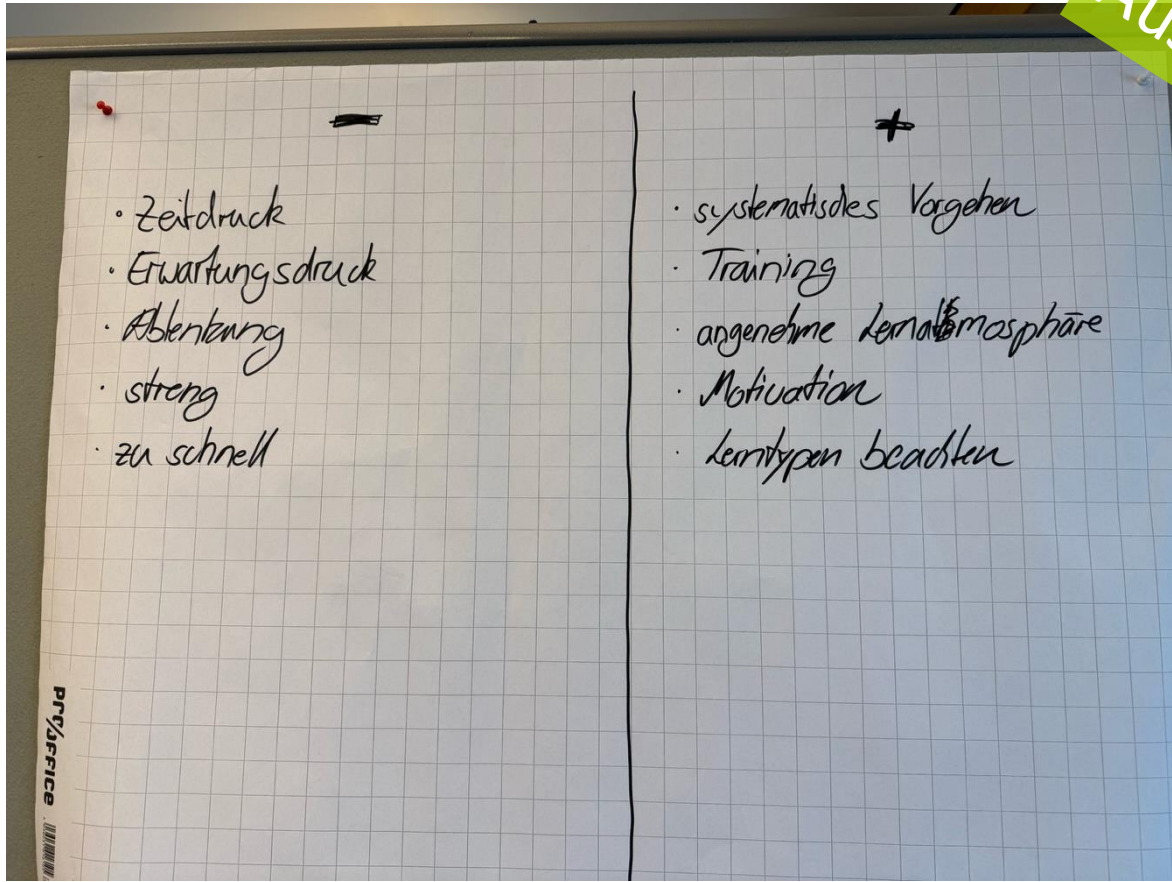 −
• Zeitdruck
• Erwartungsdruck
• Ablenkung
• streng
• zu schnell
+
• systematisches Vorgehen
• Training
• angenehme Lernatmosphäre
• Motivation
• Lerntypen beachten
pro/office